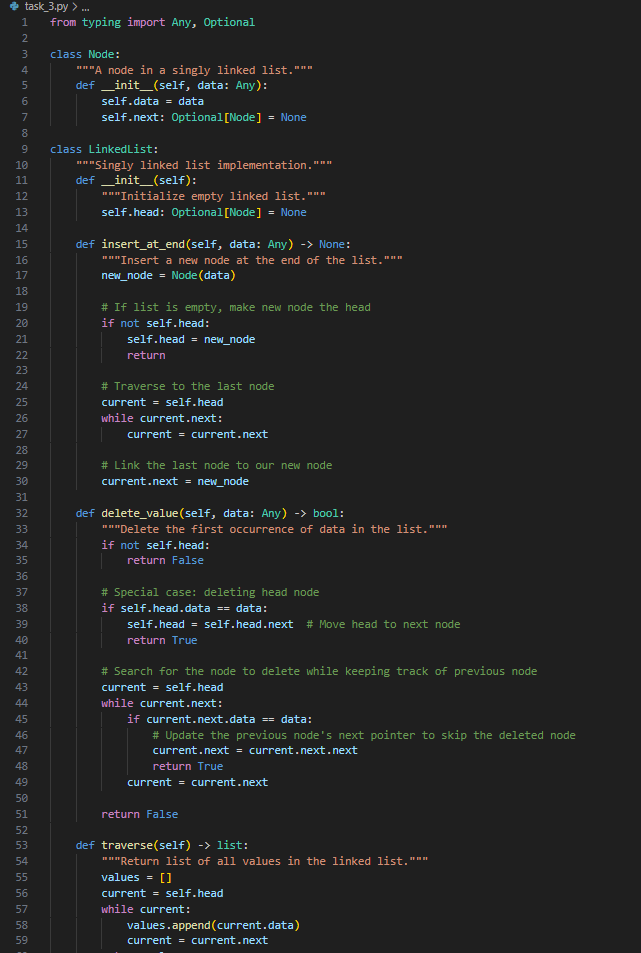 task_3.py > ...
1 from typing import Any, Optional
2
3 class Node:
4     """A node in a singly linked list."""
5     def __init__(self, data: Any):
6         self.data = data
7         self.next: Optional[Node] = None
8
9 class LinkedList:
10     """Singly linked list implementation."""
11     def __init__(self):
12         """Initialize empty linked list."""
13         self.head: Optional[Node] = None
14
15     def insert_at_end(self, data: Any) -> None:
16         """Insert a new node at the end of the list."""
17         new_node = Node(data)
18
19         # If list is empty, make new node the head
20         if not self.head:
21             self.head = new_node
22             return
23
24         # Traverse to the last node
25         current = self.head
26         while current.next:
27             current = current.next
28
29         # Link the last node to our new node
30         current.next = new_node
31
32     def delete_value(self, data: Any) -> bool:
33         """Delete the first occurrence of data in the list."""
34         if not self.head:
35             return False
36
37         # Special case: deleting head node
38         if self.head.data == data:
39             self.head = self.head.next  # Move head to next node
40             return True
41
42         # Search for the node to delete while keeping track of previous node
43         current = self.head
44         while current.next:
45             if current.next.data == data:
46                 # Update the previous node's next pointer to skip the deleted node
47                 current.next = current.next.next
48                 return True
49             current = current.next
50
51         return False
52
53     def traverse(self) -> list:
54         """Return list of all values in the linked list."""
55         values = []
56         current = self.head
57         while current:
58             values.append(current.data)
59             current = current.next